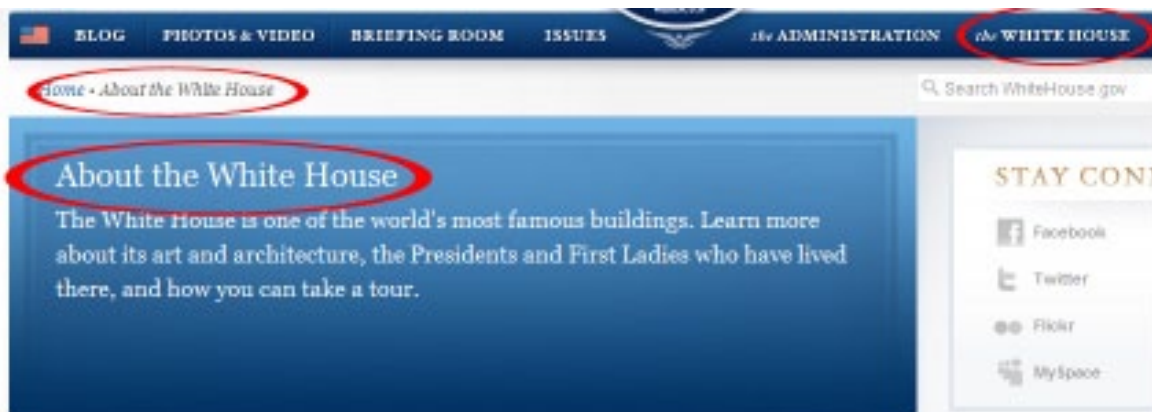 BLOG PHOTOS & VIDEO BRIEFING ROOM ISSUES the ADMINISTRATION the WHITE HOUSE
Home • About the White House
Search WhiteHouse.gov
About the White House
The White House is one of the world's most famous buildings. Learn more
about its art and architecture, the Presidents and First Ladies who have lived
there, and how you can take a tour.
STAY CON
Facebook
Twitter
Flickr
MySpace